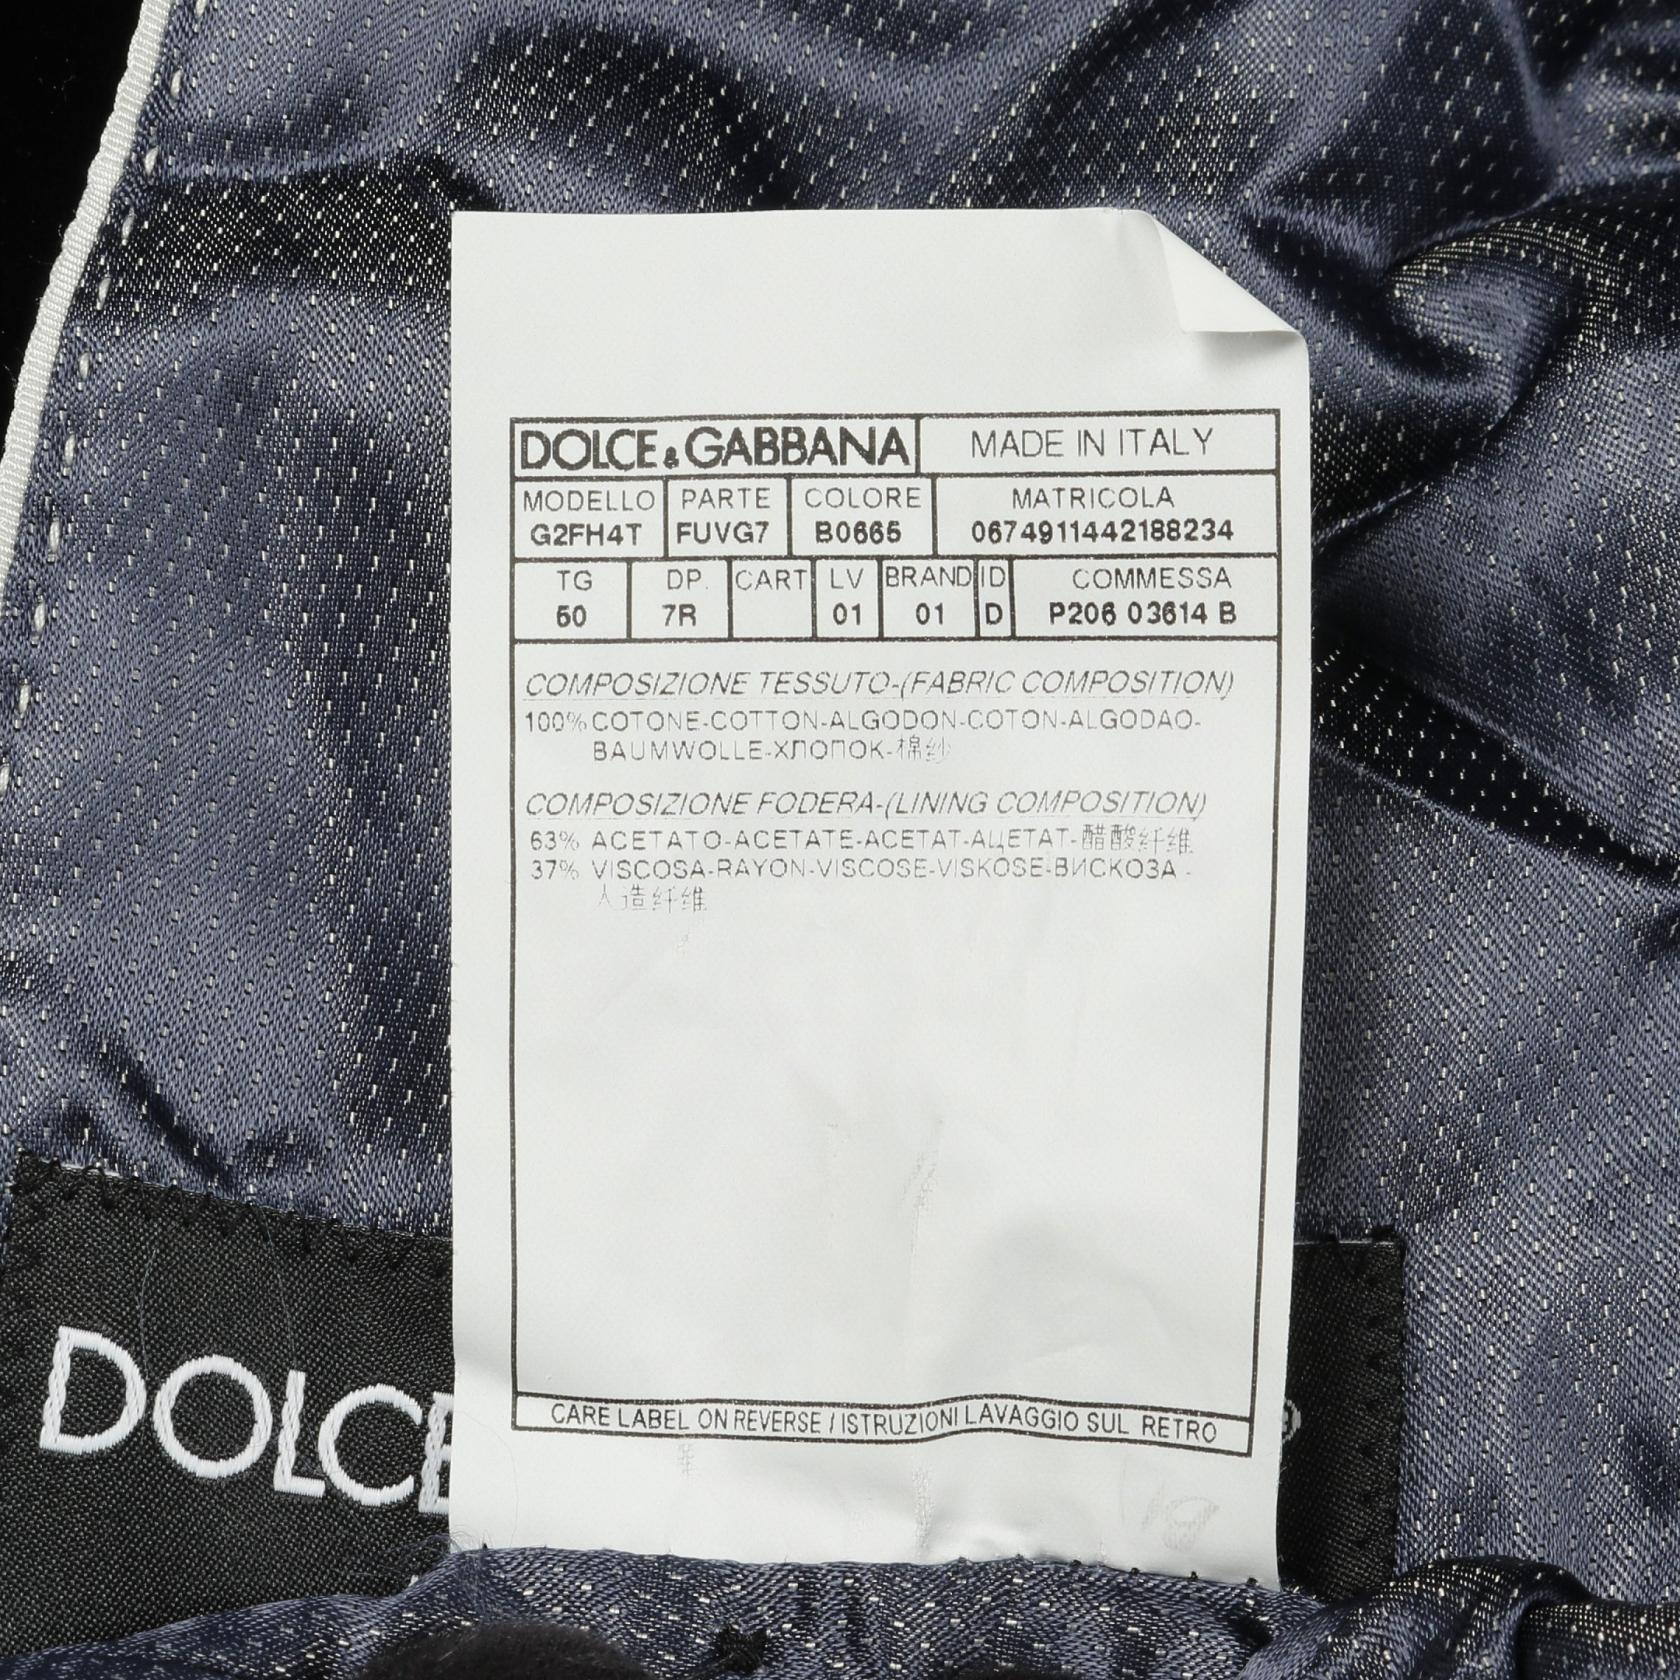 DOLCE & GABBANA MADE IN ITALY
MODELLO PARTE COLORE MATRICOLA
G2FH4T FUVG7 B0665 0674911442188234
TG DP. CART LV BRAND ID COMMESSA
50 7R 01 01 D P206 03614 B
COMPOSIZIONE TESSUTO-(FABRIC COMPOSITION)
100% COTONE-COTTON-ALGODON-COTON-ALGODAO-
BAUMWOLLE-ХЛОПОК-棉纱
COMPOSIZIONE FODERA-(LINING COMPOSITION)
63% ACETATO-ACETATE-ACETAT-АЦЕТАТ-醋酸纤维
37% VISCOSA-RAYON-VISCOSE-VISKOSE-ВИСКОЗА -
人造纤维
CARE LABEL ON REVERSE / ISTRUZIONI LAVAGGIO SUL RETRO
DOLCE